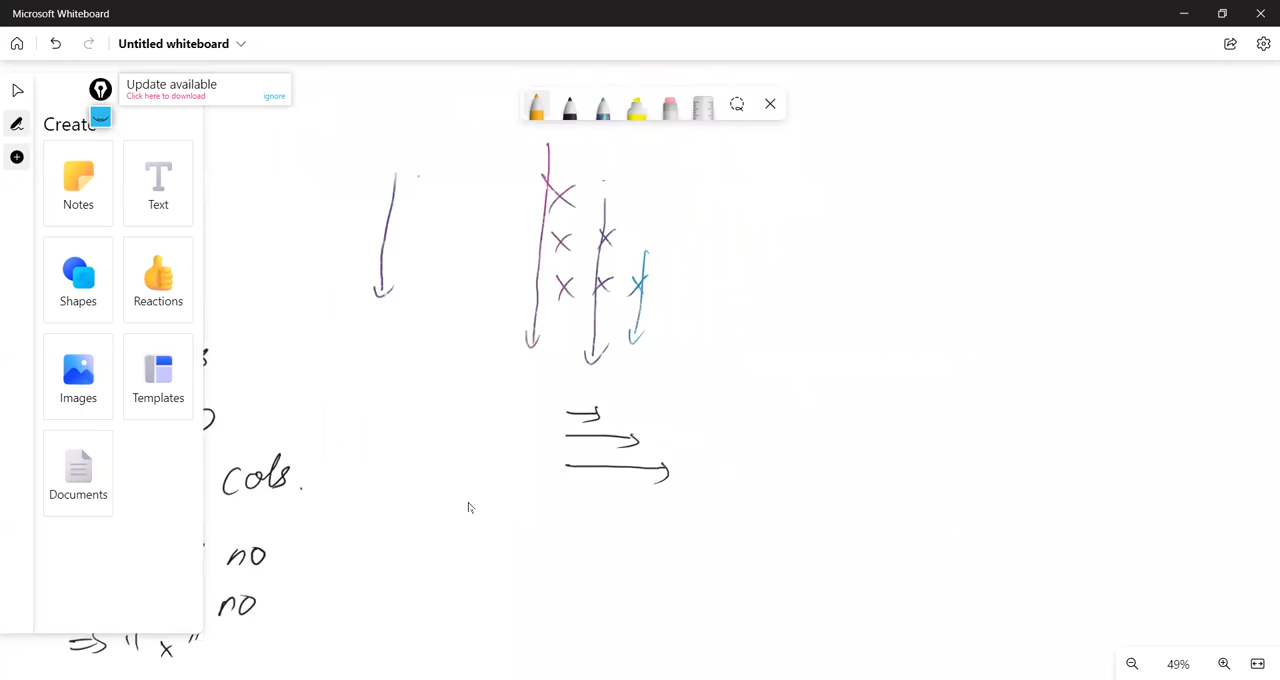 Microsoft Whiteboard
Untitled whiteboard
Update available
Click here to download
ignore
Create
Notes
Text
Shapes
Reactions
Images
Templates
Documents
x
x x
x x x
cols.
no
no
⇒ "x"
49%